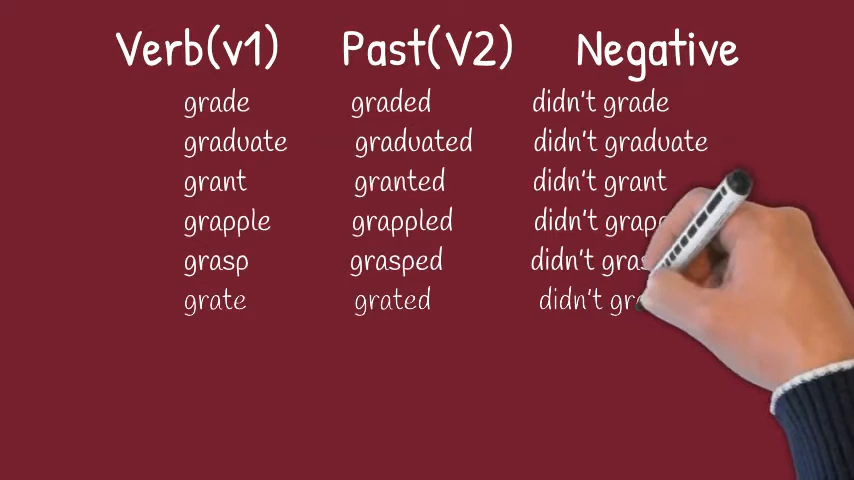 Verb(v1) Past(V2) Negative
grade graded didn't grade
graduate graduated didn't graduate
grant granted didn't grant
grapple grappled didn't
grasp grasped didn't
grate grated didn't